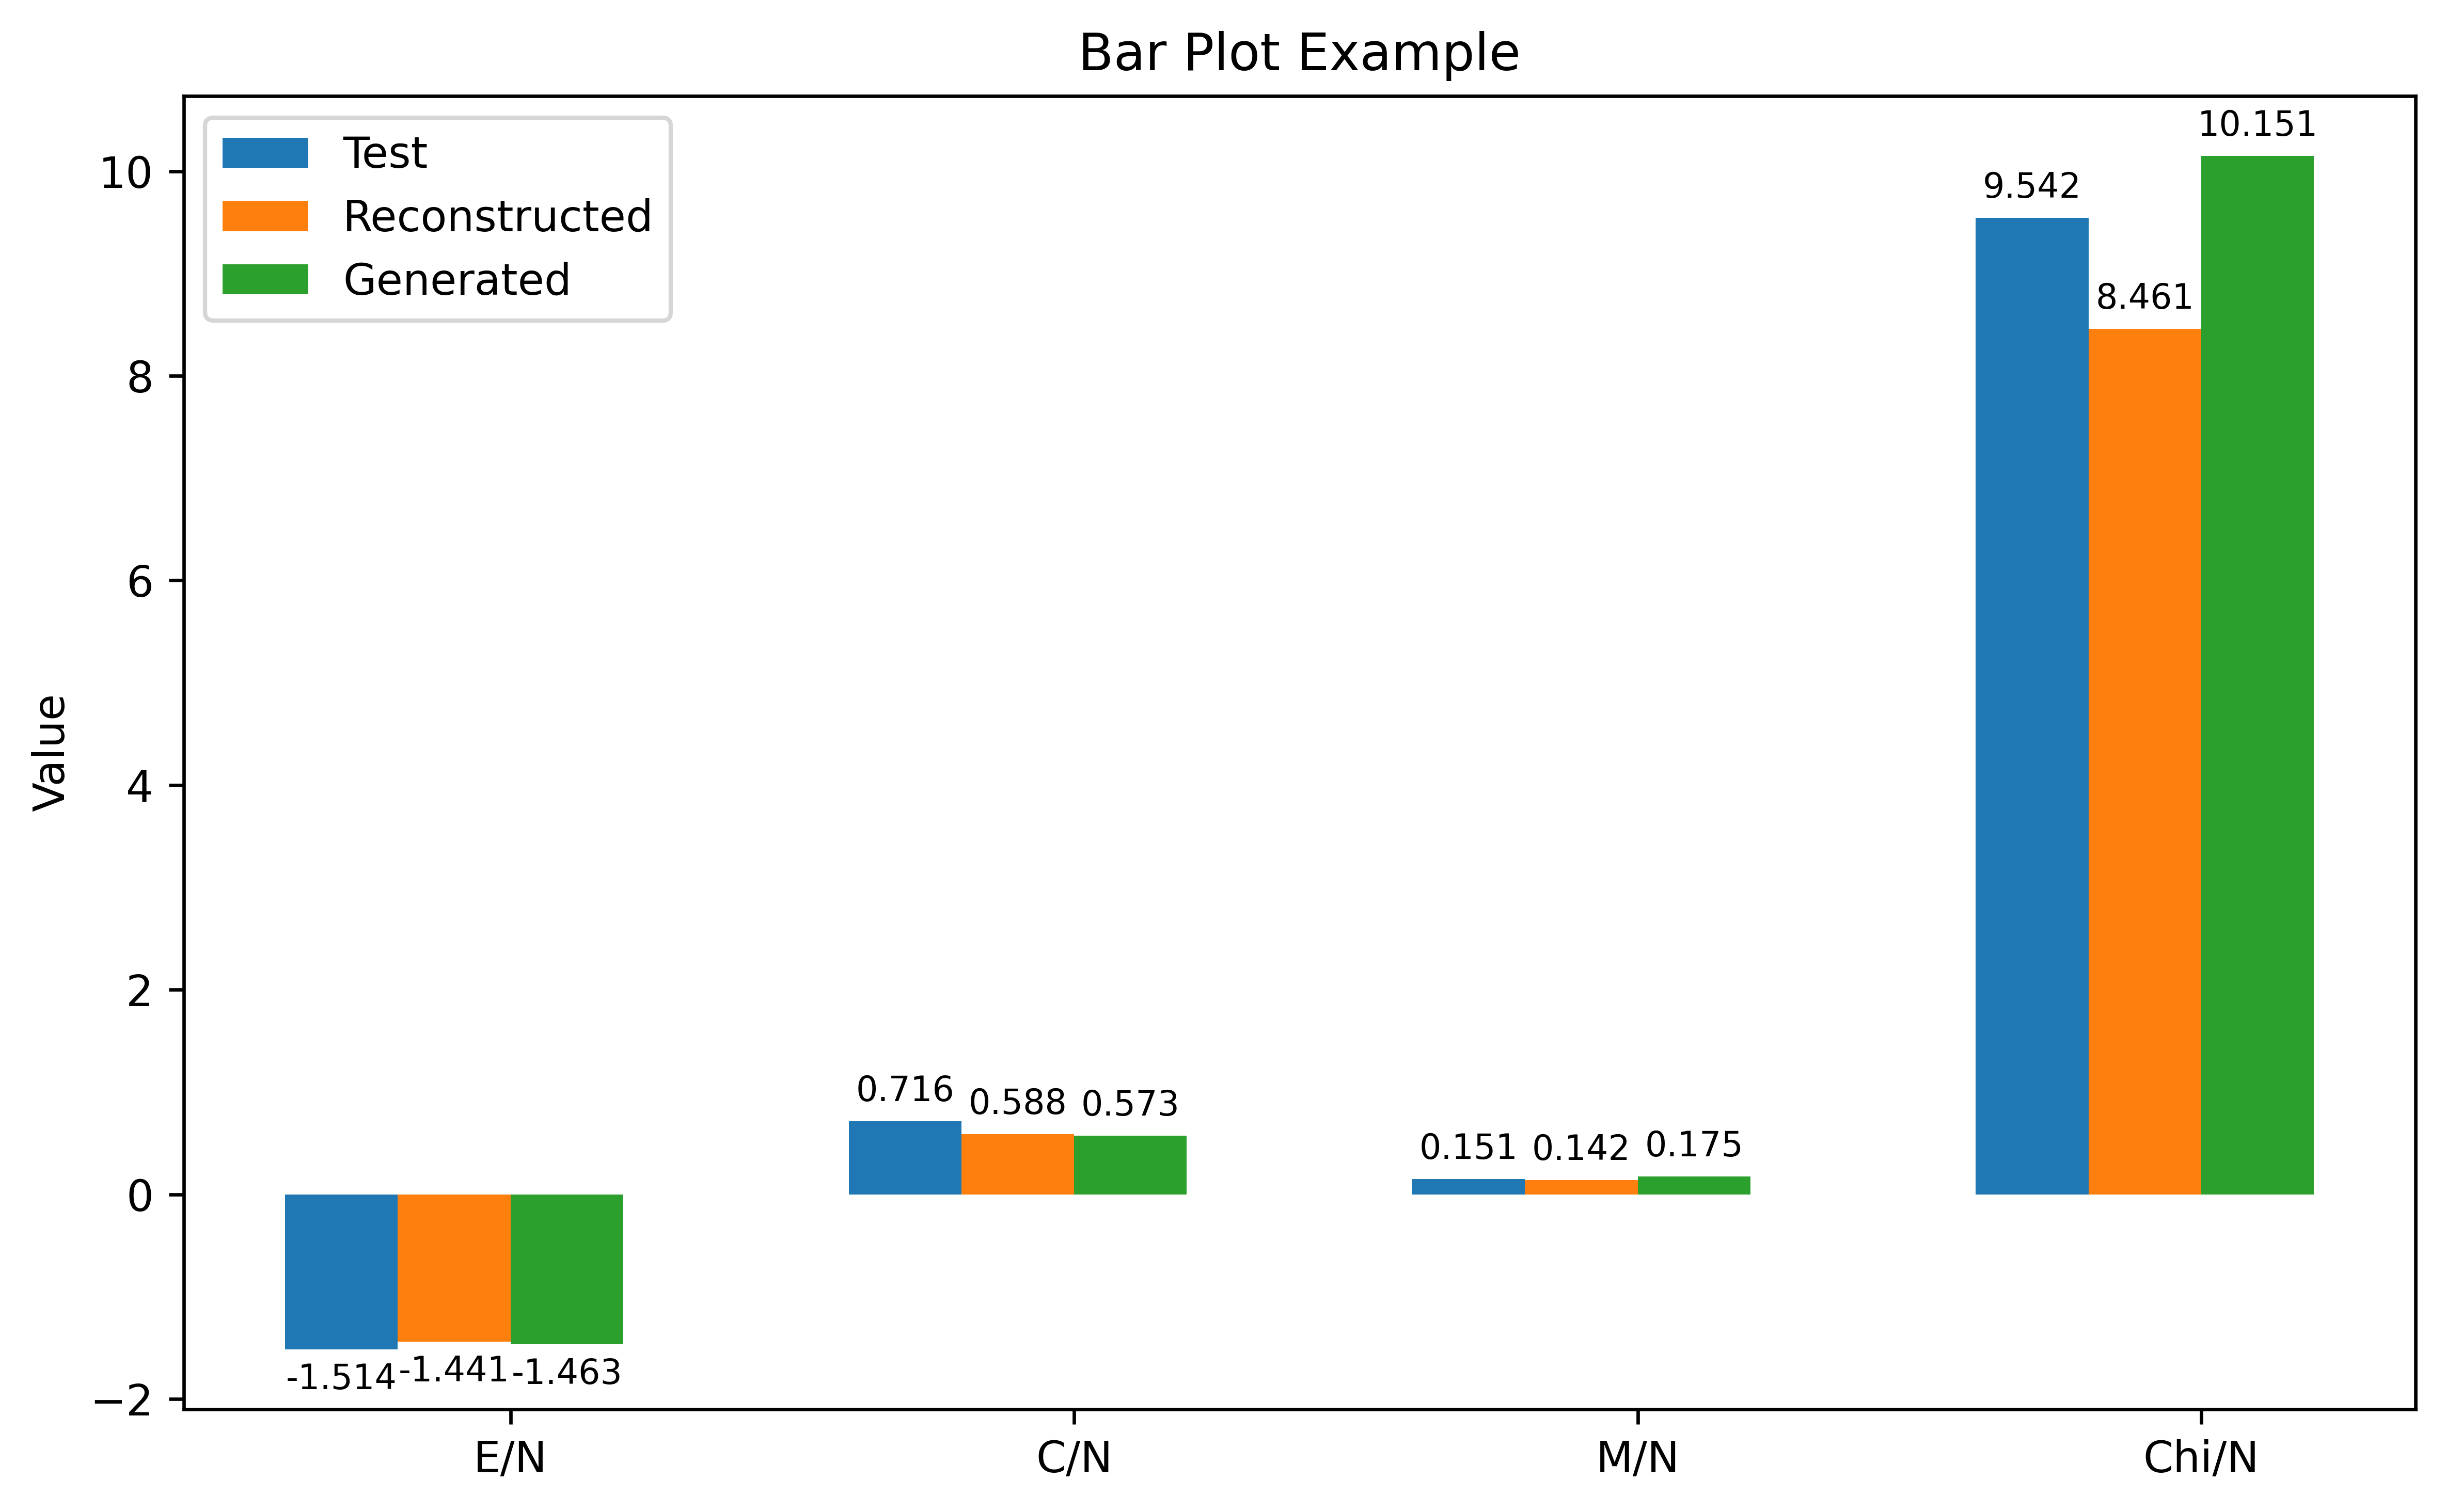 Bar Plot Example
Test
Reconstructed
Generated
Value
10
8
6
4
2
0
−2
-1.514
-1.441
-1.463
0.716
0.588
0.573
0.151
0.142
0.175
9.542
8.461
10.151
E/N
C/N
M/N
Chi/N